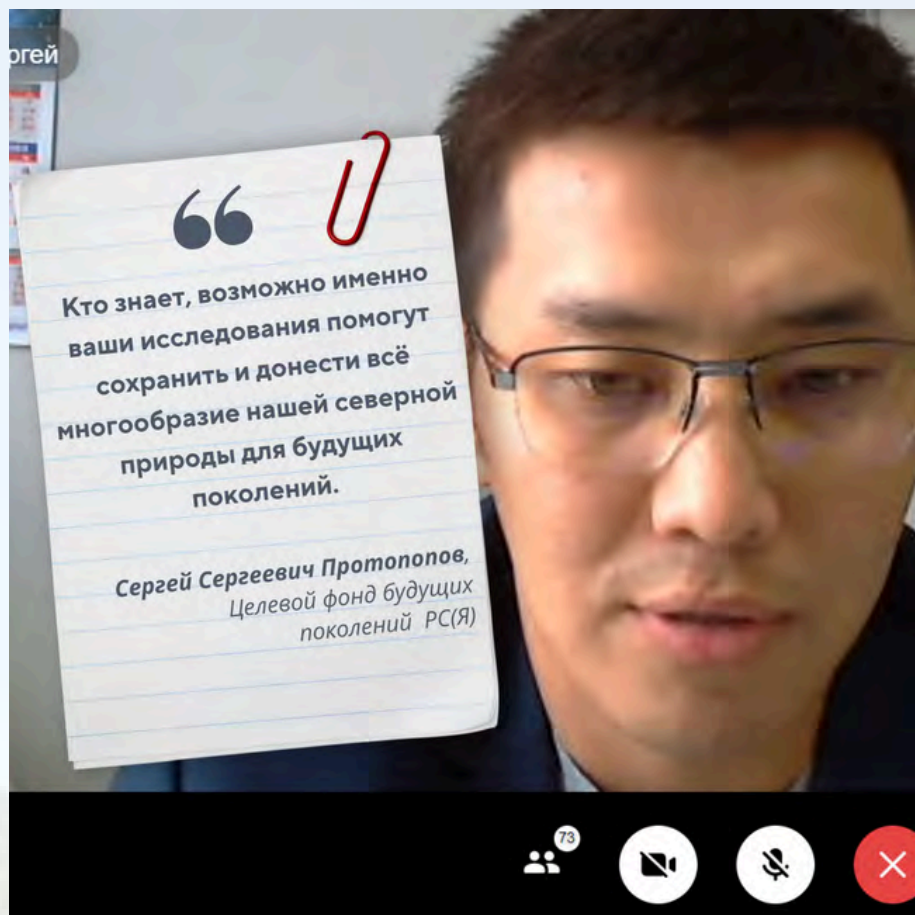 ргей
Кто знает, возможно именно
ваши исследования помогут
сохранить и донести всё
многообразие нашей северной
природы для будущих
поколений.
Сергей Сергеевич Протопопов,
Целевой фонд будущих
поколений РС(Я)
73